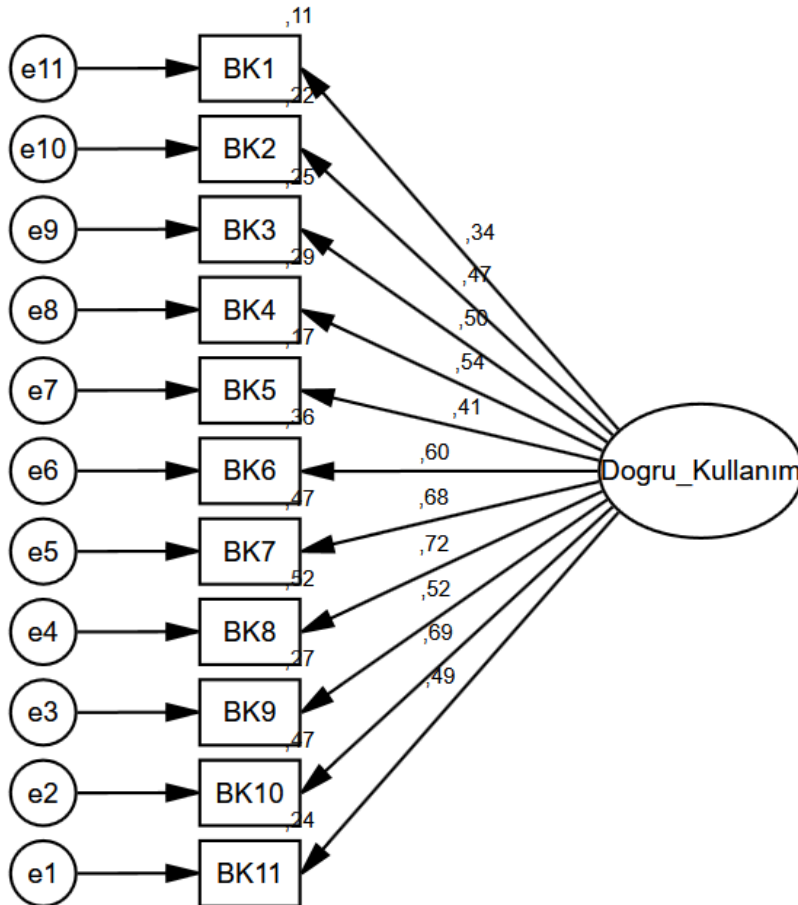 ,11
e11 BK1
,22
e10 BK2
,25
e9 BK3
,34
,29
,47
e8 BK4
,50
,17
,54
e7 BK5
,41
,36
e6 BK6
,60
Dogru_Kullanım
,47
,68
e5 BK7
,72
,52
e4 BK8
,52
,27
,69
e3 BK9
,49
,47
e2 BK10
,24
e1 BK11